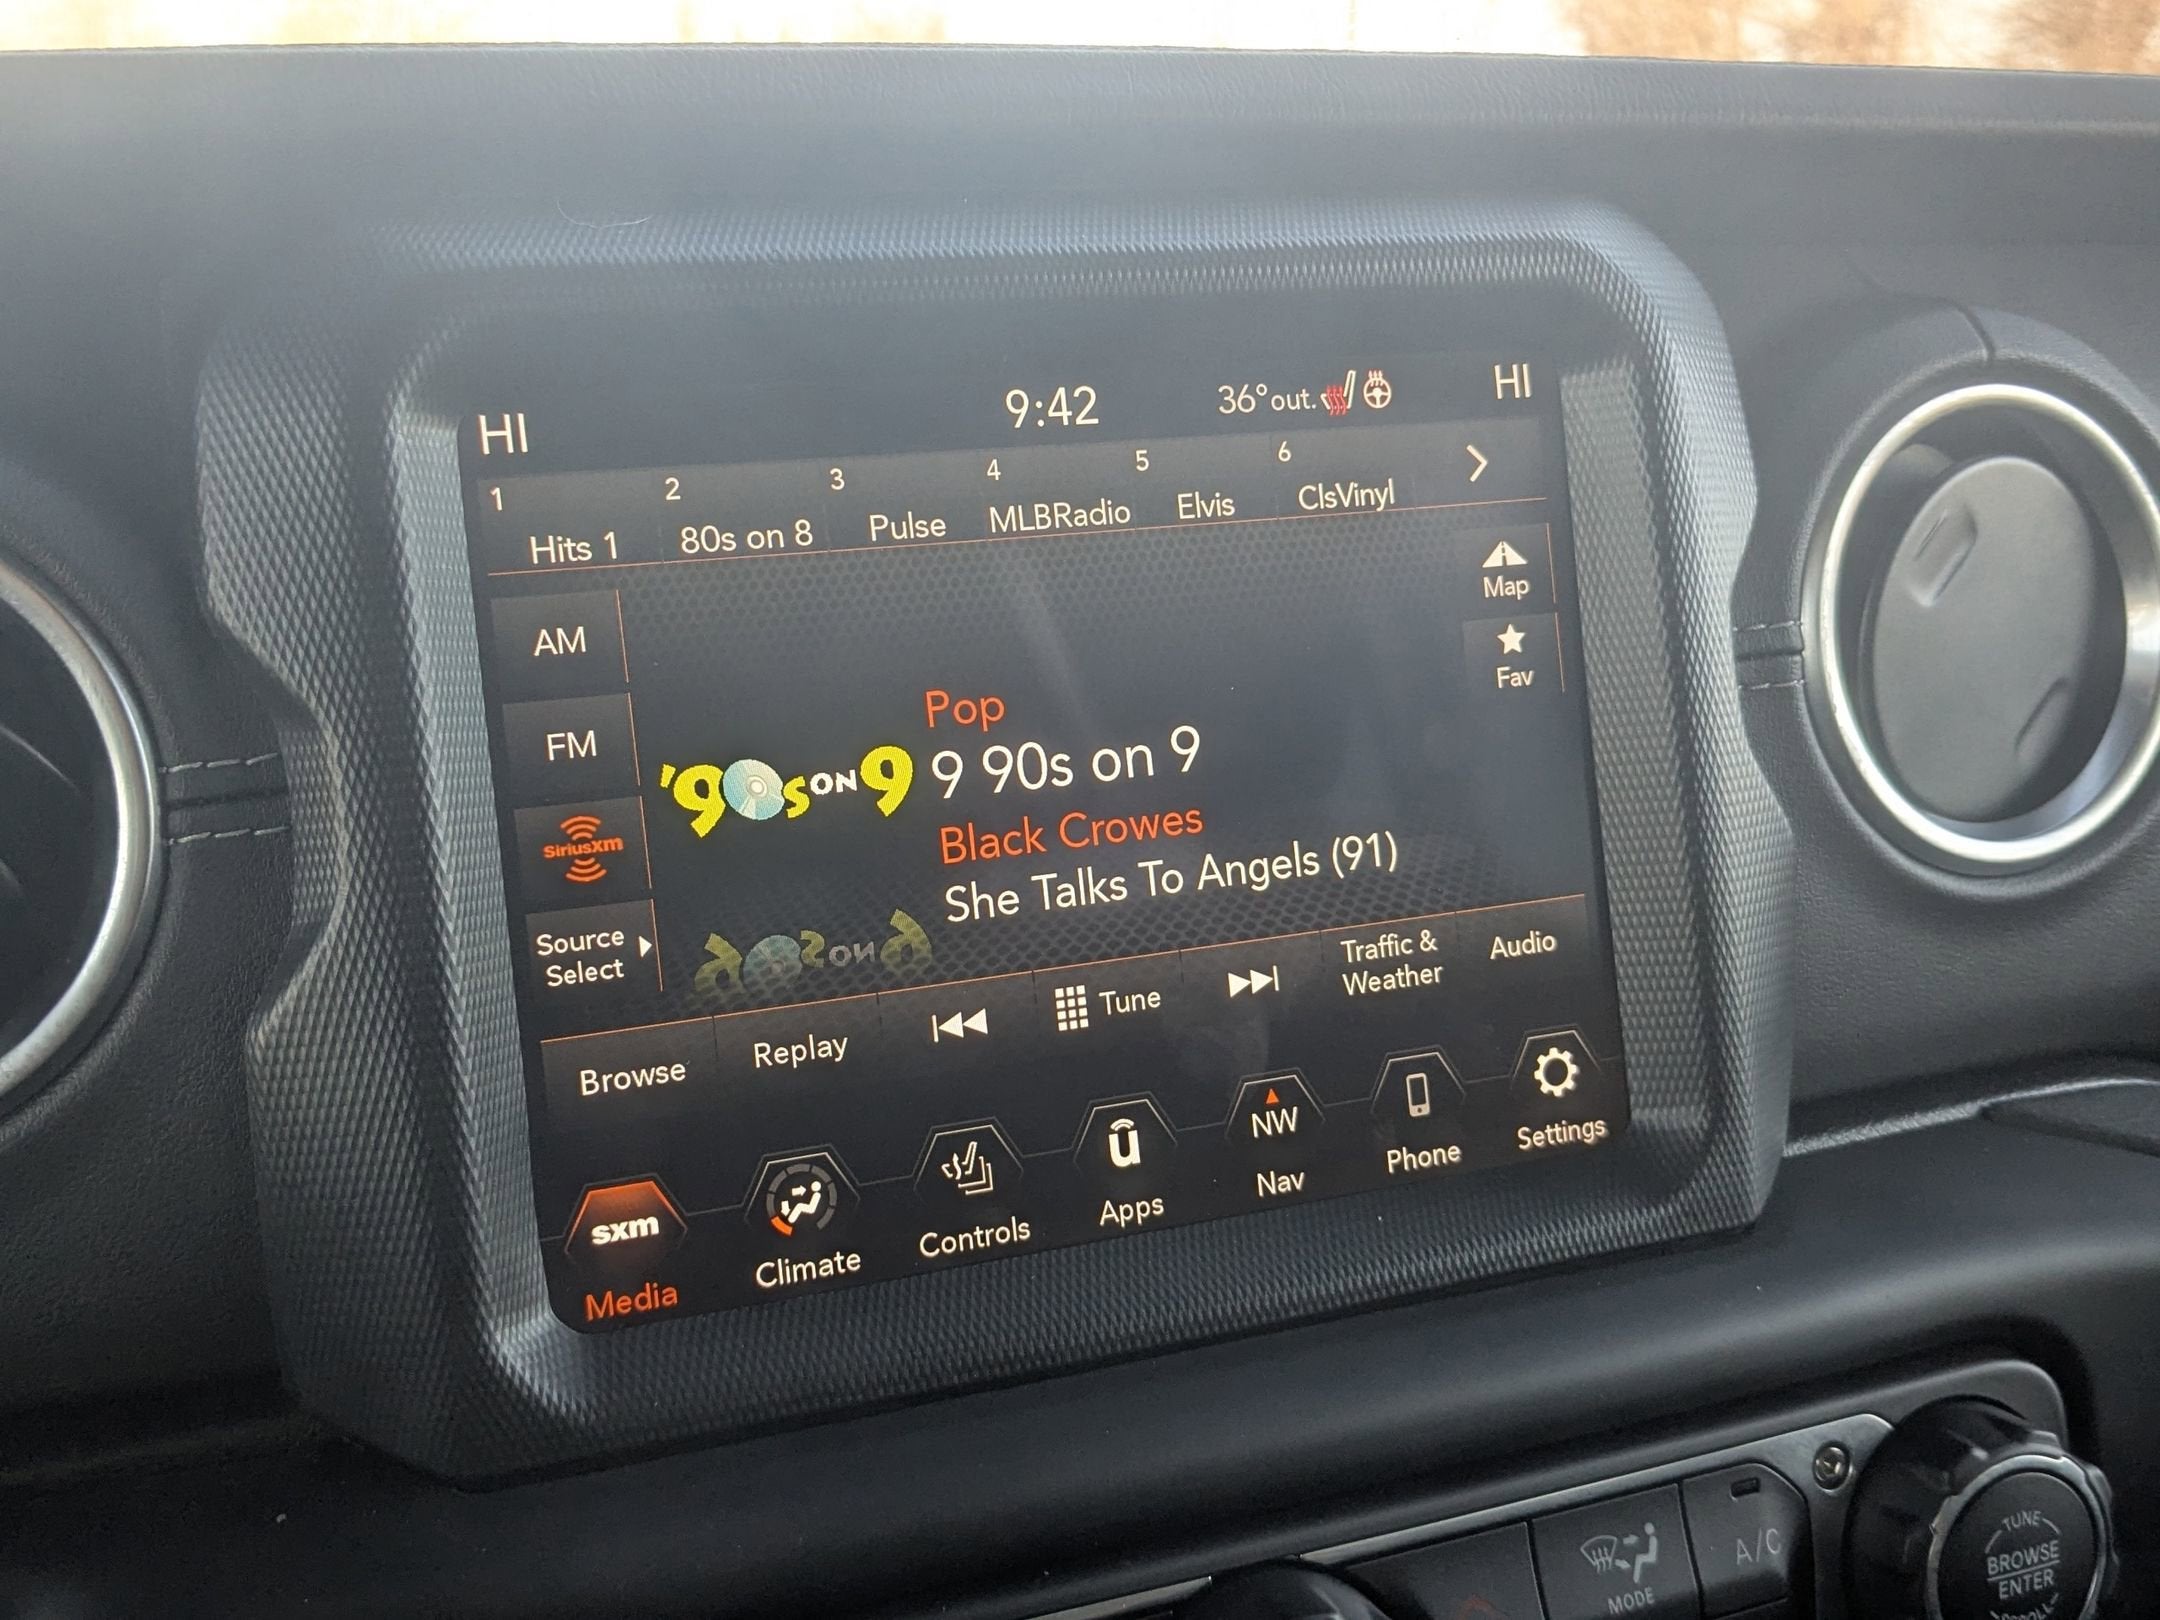 HI
9:42
36° out.
HI
1
Hits 1
2
80s on 8
3
Pulse
4
MLBRadio
5
Elvis
6
ClsVinyl
AM
FM
SiriusXm
Source
Select
Map
Fav
'90s ON 9
Pop
9 90s on 9
Black Crowes
She Talks To Angels (91)
Browse
Replay
Tune
Traffic &
Weather
Audio
sxm
Media
Climate
Controls
u
Apps
NW
Nav
Phone
Settings
MODE
A/C
TUNE
BROWSE
ENTER